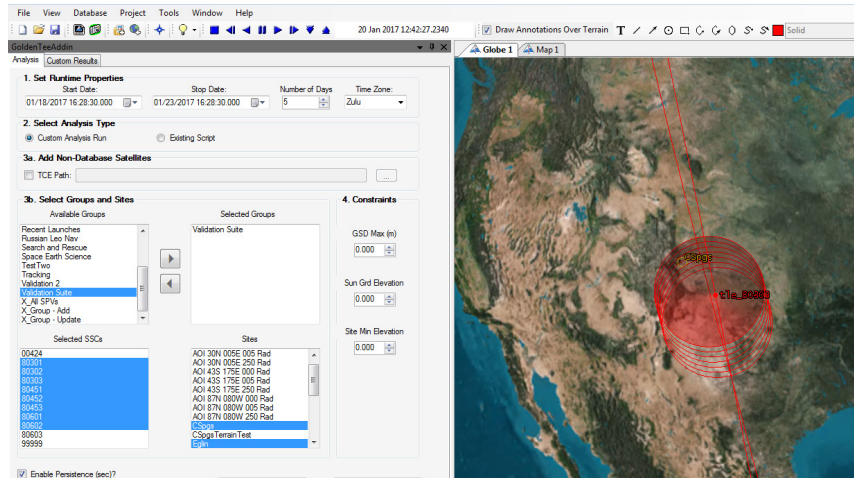 File View Database Project Tools Window Help
20 Jan 2017 12:42:27.2340
Draw Annotations Over Terrain T Solid
GoldenTeeAddin
Globe 1 Map 1
Analysis Custom Results
1. Set Runtime Properties
Start Date: Stop Date: Number of Days Time Zone:
01/18/2017 16:28:30.000 01/23/2017 16:28:30.000 5 Zulu
2. Select Analysis Type
Custom Analysis Run Existing Script
3a. Add Non-Database Satellites
TCE Path: ...
3b. Select Groups and Sites
Available Groups
Recent Launches
Russian Leo Nav
Search and Rescue
Space Earth Science
TestTwo
Tracking
Validation 2
Validation Suite
X_All SPVs
X_Group - Add
X_Group - Update
Selected Groups
Validation Suite
Selected SSCs
00424
80301
80302
80303
80451
80452
80453
80601
80602
80603
99999
Sites
AOI 30N 005E 005 Rad
AOI 30N 005E 250 Rad
AOI 43S 175E 000 Rad
AOI 43S 175E 005 Rad
AOI 43S 175E 250 Rad
AOI 87N 080W 000 Rad
AOI 87N 080W 005 Rad
AOI 87N 080W 250 Rad
CSpgs
CSpgsTerrainTest
Eglin
4. Constraints
GSD Max (m)
0.000
Sun Grd Elevation
0.000
Site Min Elevation
0.000
Enable Persistence (sec)?
CSpgs